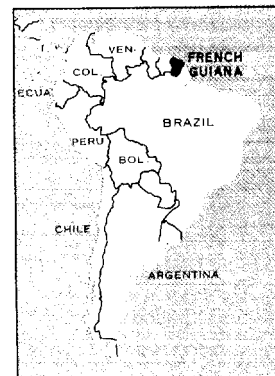 VEN.
FRENCH
GUIANA
COL.
ECUA.
BRAZIL
PERU
BOL.
CHILE
ARGENTINA